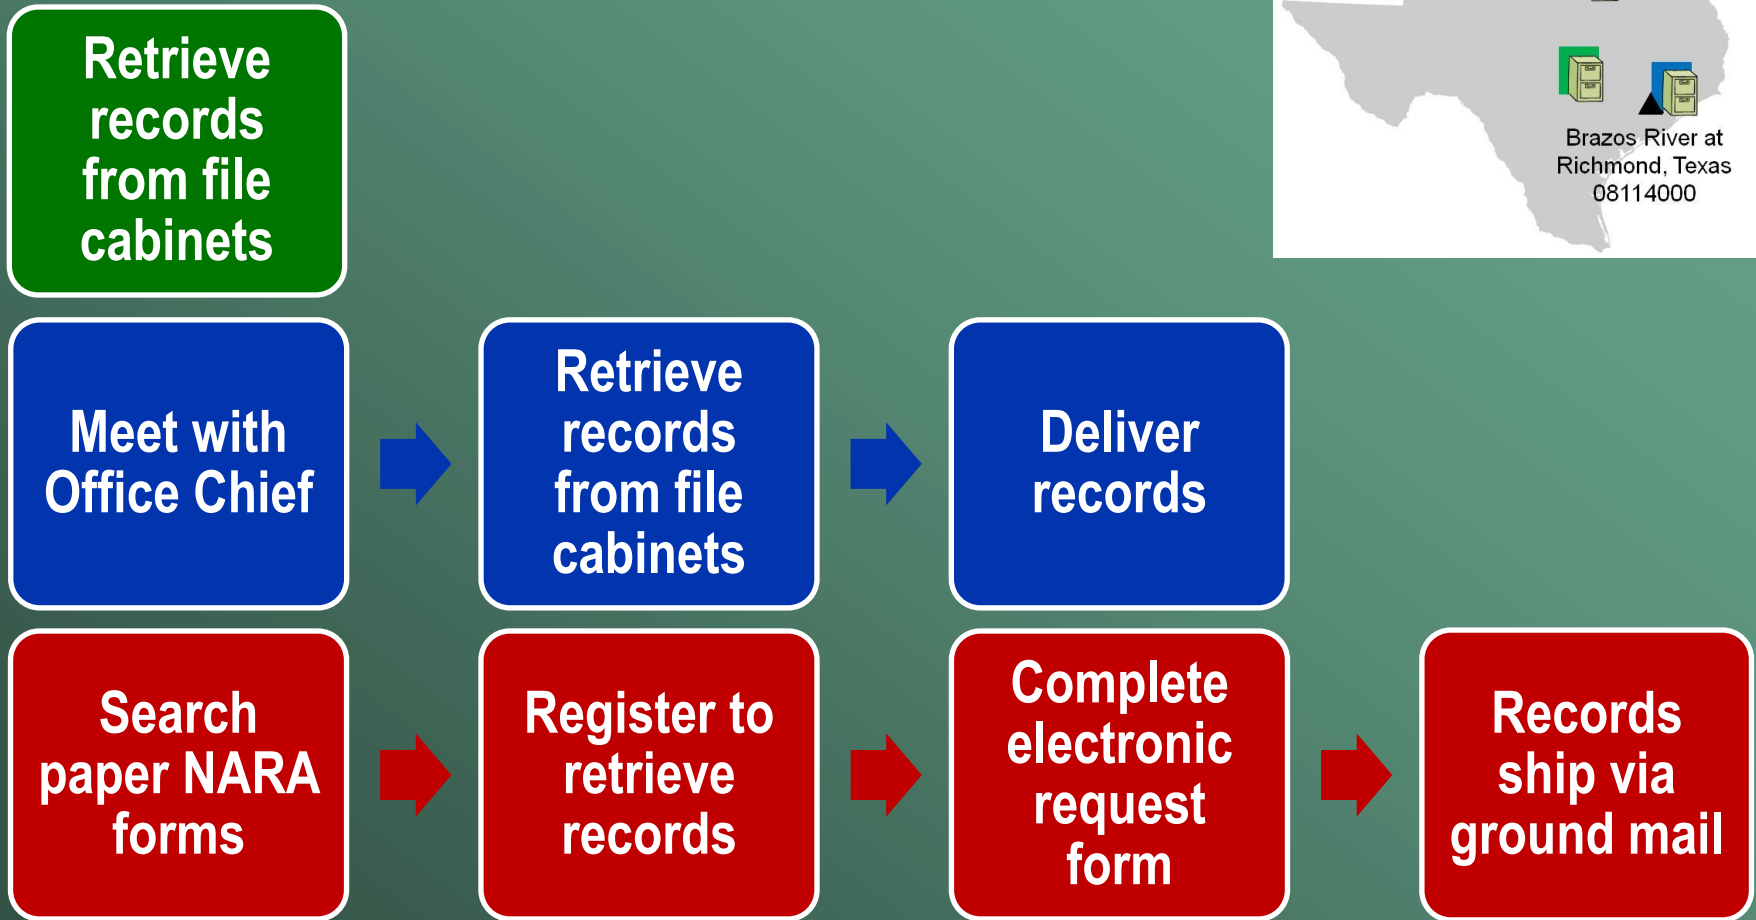 Retrieve
records
from file
cabinets
Brazos River at
Richmond, Texas
08114000
Meet with
Office Chief
Retrieve
records
from file
cabinets
Deliver
records
Search
paper NARA
forms
Register to
retrieve
records
Complete
electronic
request
form
Records
ship via
ground mail